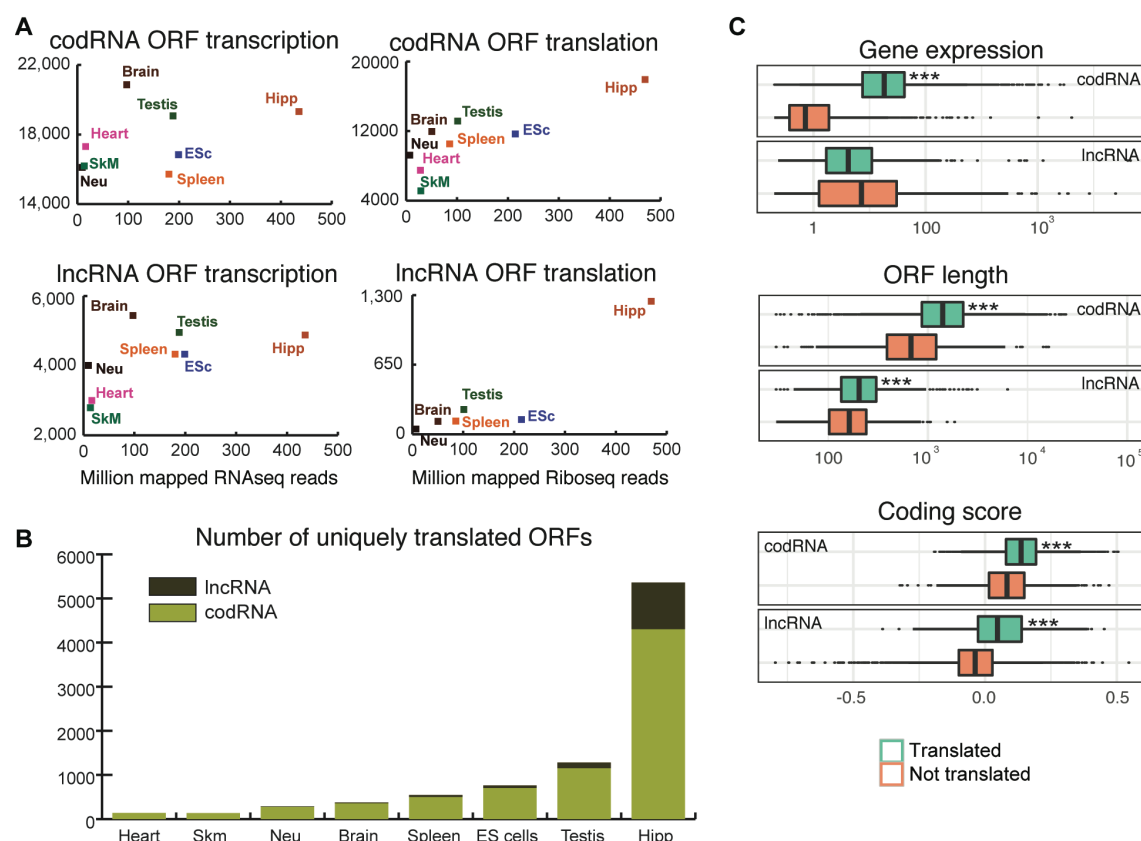 A
codRNA ORF transcription
22,000
18,000
14,000
0 100 200 300 400 500
Brain
Testis
Hipp
Heart
SkM
Neu
ESc
Spleen
codRNA ORF translation
20000
12000
4000
0 100 200 300 400 500
Hipp
Brain
Testis
Neu
Spleen
ESc
Heart
SkM
lncRNA ORF transcription
6,000
4,000
2,000
0 100 200 300 400 500
Brain
Testis
Spleen
ESc
Hipp
Neu
Heart
SkM
Million mapped RNAseq reads
lncRNA ORF translation
1,300
650
0
0 100 200 300 400 500
Hipp
Testis
Brain
Spleen
ESc
Neu
Million mapped Riboseq reads
B
Number of uniquely translated ORFs
6000
5000
4000
3000
2000
1000
0
lncRNA
codRNA
Heart Skm Neu Brain Spleen ES cells Testis Hipp
C
Gene expression
codRNA
***
lncRNA
1 100 10³
ORF length
codRNA
***
lncRNA
***
100 10³ 10⁴ 10⁵
Coding score
codRNA
***
lncRNA
***
-0.5 0.0 0.5
Translated
Not translated